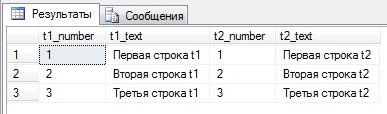 Результаты Сообщения
t1_number t1_text t2_number t2_text
1 1 Первая строка t1 1 Первая строка t2
2 2 Вторая строка t1 2 Вторая строка t2
3 3 Третья строка t1 3 Третья строка t2